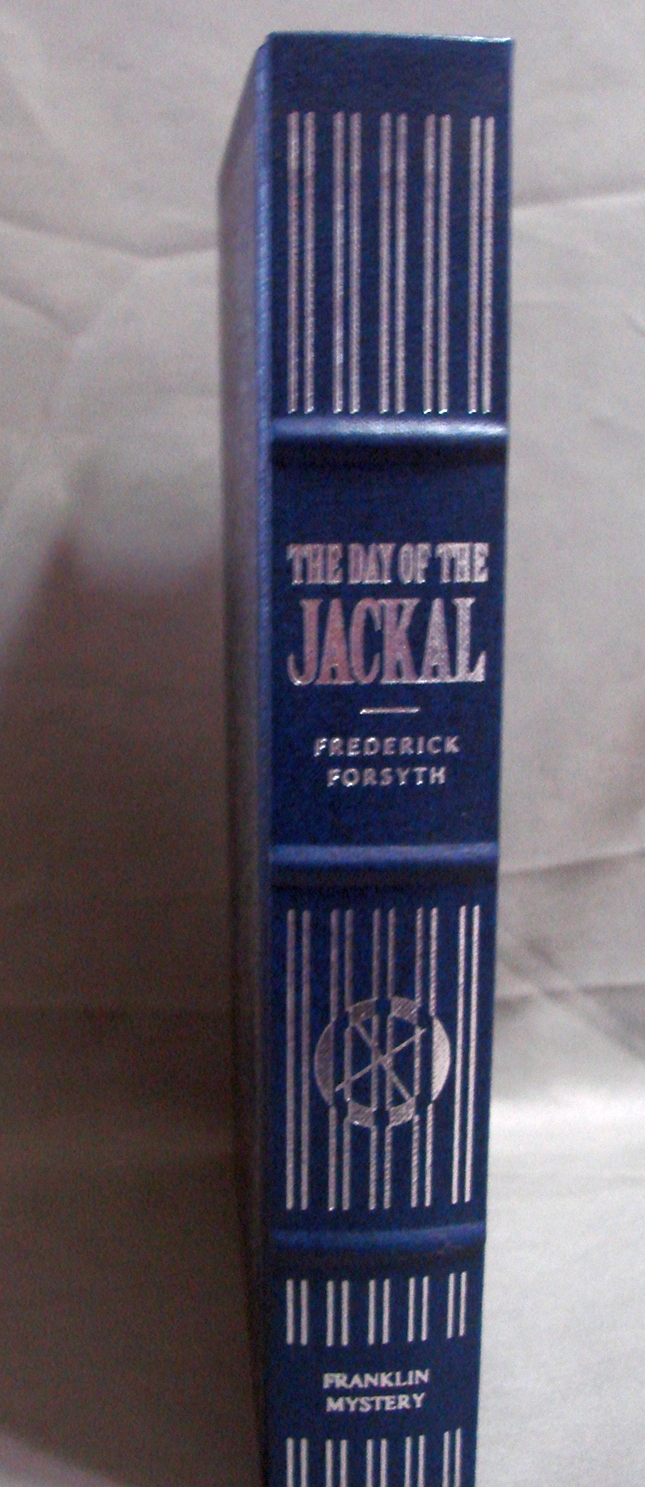 THE DAY OF THE
JACKAL
FREDERICK
FORSYTH
FRANKLIN
MYSTERY